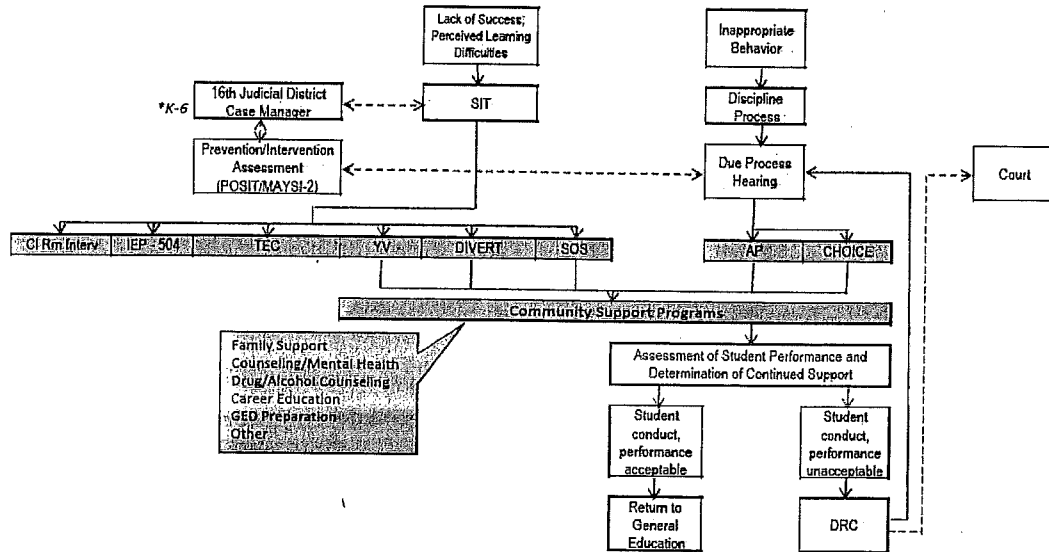 Lack of Success;
Perceived Learning
Difficulties
Inappropriate
Behavior
*K-6
16th Judicial District
Case Manager
SIT
Discipline
Process
Prevention/Intervention
Assessment
(POSIT/MAYSI-2)
Due Process
Hearing
Court
Cl Rm Interv
IEP - 504
TEC
YV -
DIVERT
SOS
AP
CHOICE
Community Support Programs
Family Support
Counseling/Mental Health
Drug/Alcohol Counseling
Career Education
GED Preparation
Other
Assessment of Student Performance and
Determination of Continued Support
Student
conduct,
performance
acceptable
Student
conduct,
performance
unacceptable
Return to
General
Education
DRC